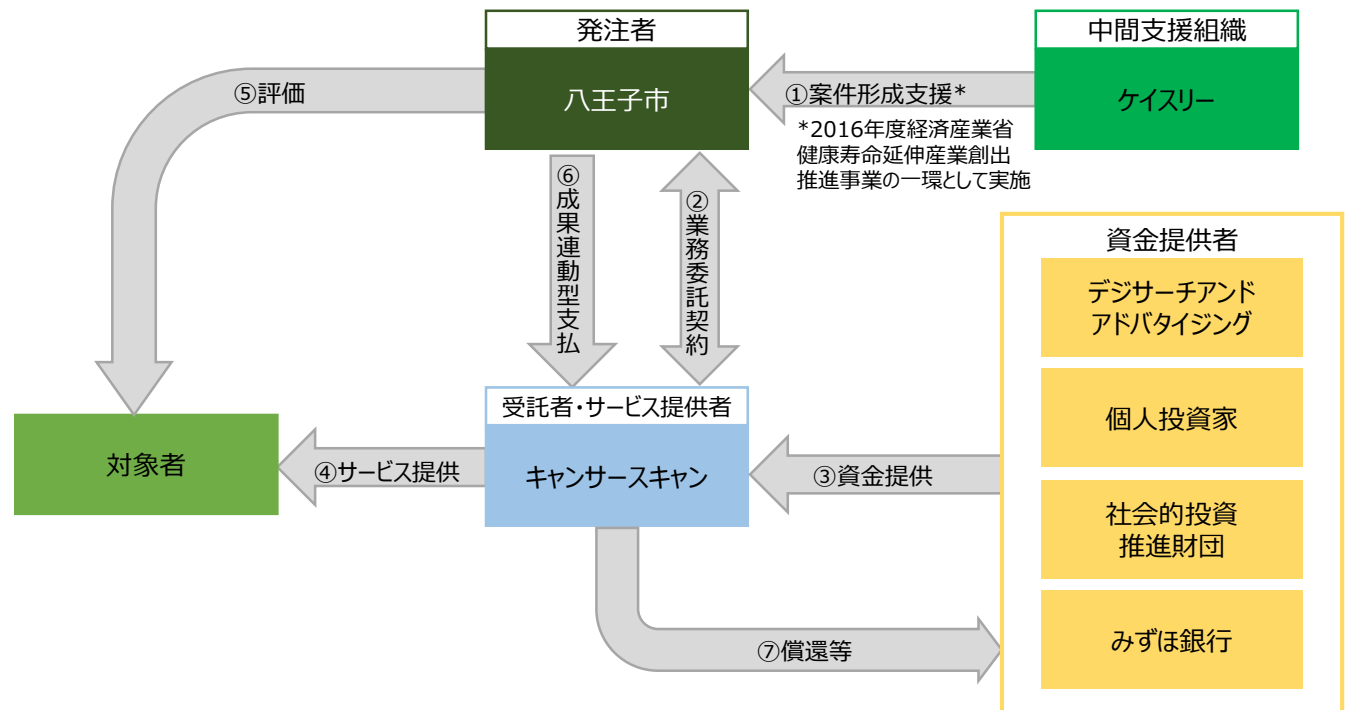 発注者
八王子市
中間支援組織
ケイスリー
①案件形成支援*
*2016年度経済産業省
健康寿命延伸産業創出
推進事業の一環として実施
⑤評価
⑥成果連動型支払
②業務委託契約
資金提供者
デジサーチアンド
アドバタイジング
個人投資家
社会的投資
推進財団
みずほ銀行
受託者・サービス提供者
キャンサースキャン
対象者
④サービス提供
③資金提供
⑦償還等